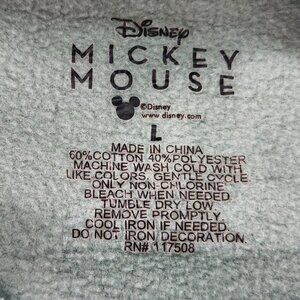 Disney
MICKEY
MOUSE
©Disney
www.disney.com
L
MADE IN CHINA
60%COTTON 40%POLYESTER
MACHINE WASH COLD WITH
LIKE COLORS, GENTLE CYCLE.
ONLY NON-CHLORINE
BLEACH WHEN NEEDED
TUMBLE DRY LOW
REMOVE PROMPTLY
COOL IRON IF NEEDED.
DO NOT IRON DECORATION.
RN# 117508